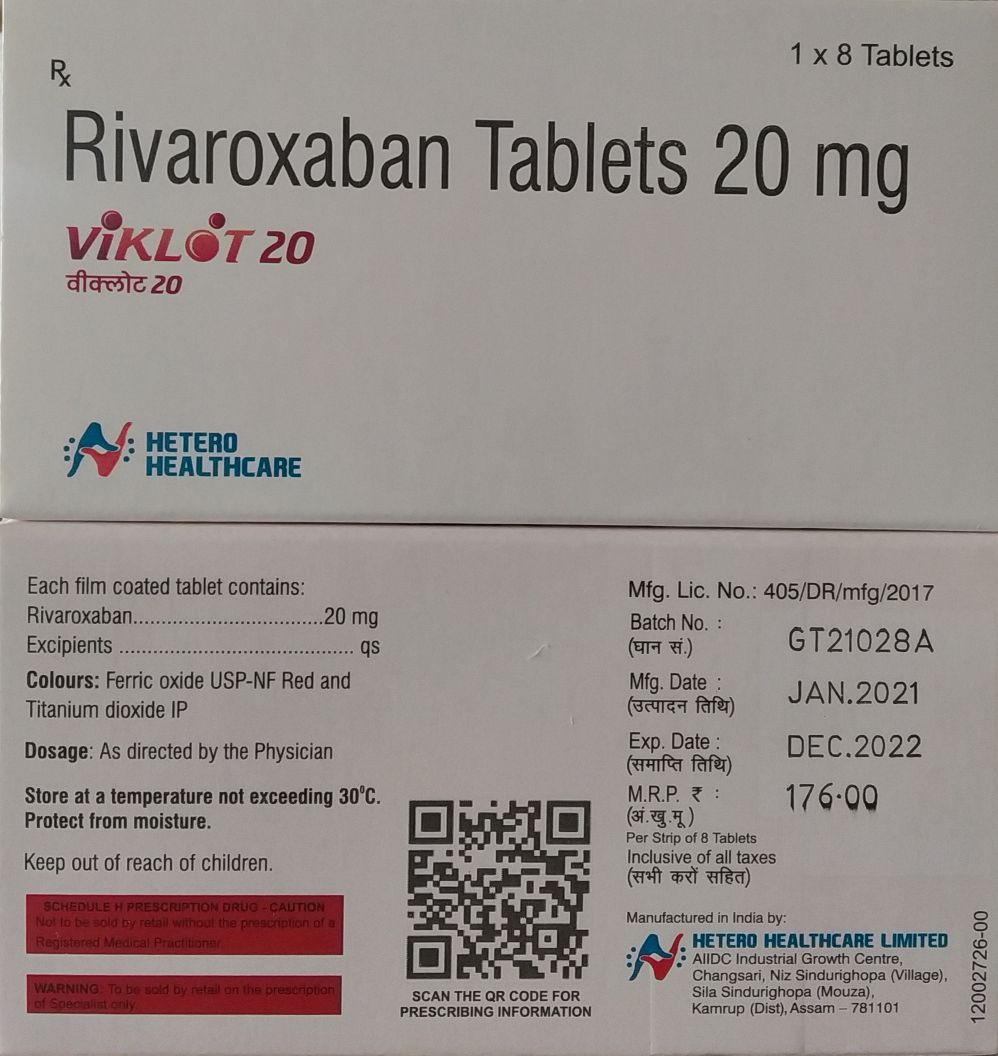 1 x 8 Tablets
Rx
Rivaroxaban Tablets 20 mg
ViKLOT 20
वीक्लोट 20
HETERO
HEALTHCARE
Each film coated tablet contains:
Rivaroxaban..................................20 mg
Excipients .......................................... qs
Colours: Ferric oxide USP-NF Red and
Titanium dioxide IP
Dosage: As directed by the Physician
Store at a temperature not exceeding 30⁰C.
Protect from moisture.
Keep out of reach of children.
SCHEDULE H PRESCRIPTION DRUG - CAUTION
Not to be sold by retail without the prescription of a
Registered Medical Practitioner.
WARNING: To be sold by retail on the prescription
of Specialist only.
SCAN THE QR CODE FOR
PRESCRIBING INFORMATION
Mfg. Lic. No.: 405/DR/mfg/2017
Batch No. : GT21028A
(घान सं.)
Mfg. Date : JAN.2021
(उत्पादन तिथि)
Exp. Date : DEC.2022
(समाप्ति तिथि)
M.R.P. ₹ : 176.00
(अं.खु.मू.)
Per Strip of 8 Tablets
Inclusive of all taxes
(सभी करों सहित)
Manufactured in India by:
HETERO HEALTHCARE LIMITED
AIIDC Industrial Growth Centre,
Changsari, Niz Sindurighopa (Village),
Sila Sindurighopa (Mouza),
Kamrup (Dist), Assam – 781101
12002726-00